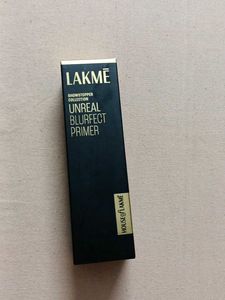 LAKMĒ
SHOWSTOPPER
COLLECTION
UNREAL
BLURFECT
PRIMER
HOUSE OF LAKMĒ